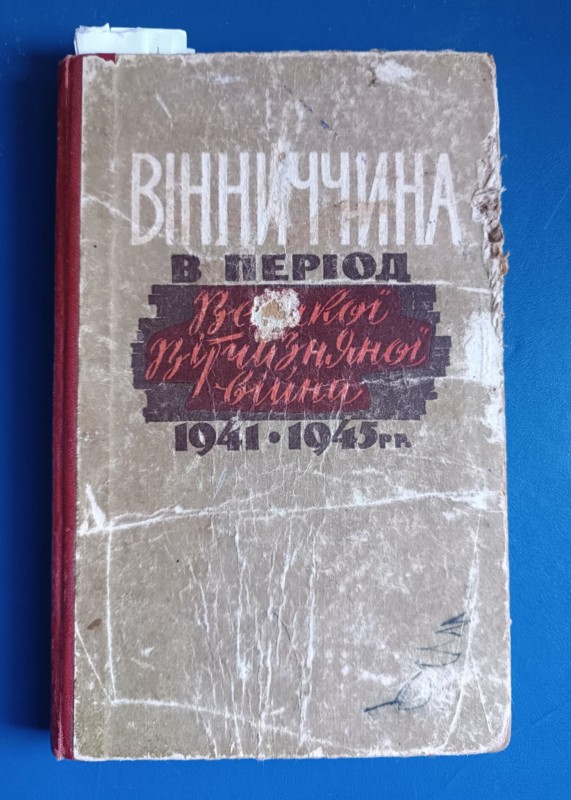 ВІННИЧЧИНА
В ПЕРІОД
Великої
Вітчизняної
війни
1941 • 1945 рр.